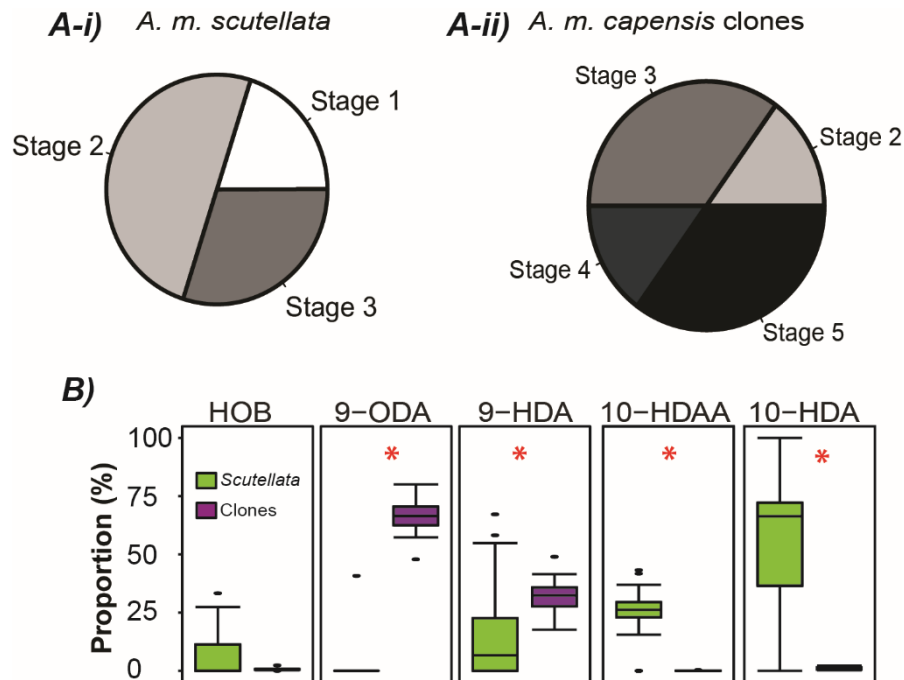 A-i) A. m. scutellata
A-ii) A. m. capensis clones
Stage 1
Stage 2
Stage 3
Stage 3
Stage 2
Stage 4
Stage 5
B)
HOB 9-ODA 9-HDA 10-HDAA 10-HDA
Proportion (%)
100
75
50
25
0
Scutellata
Clones
* * * *